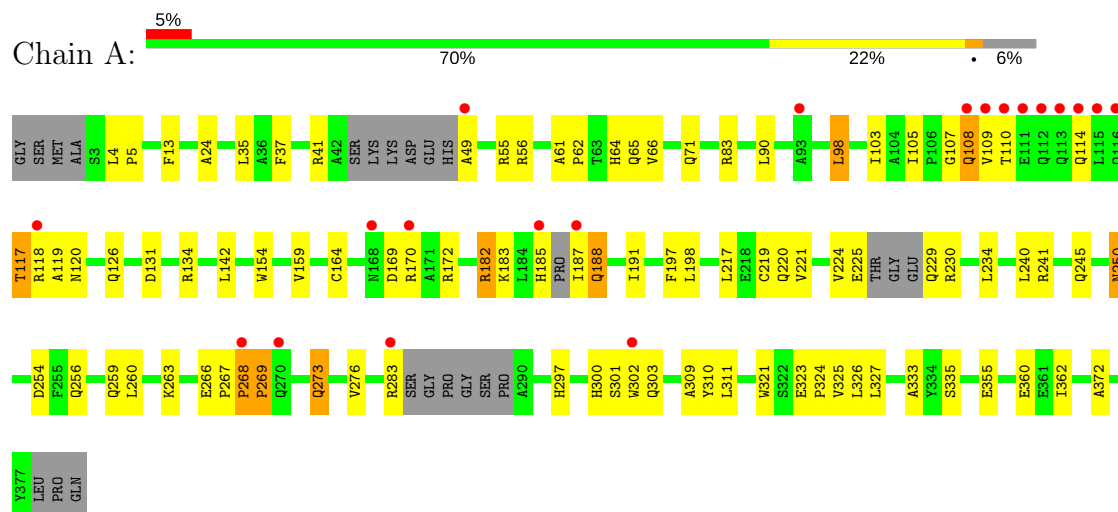 5%
Chain A:
70% 22% • 6%
GLY SER MET ALA S3 L4 P5 F13 A24 L35 A36 F37 R41 A42 SER LYS LYS ASP GLU HIS A49 R55 R56 A61 P62 T63 H64 Q65 V66 Q71 R83 L90 A93 L98 I103 A104 I105 P106 G107 Q108 V109 T110 E111 Q112 Q113 Q114 L115 Q116
T117 R118 A119 N120 Q126 D131 R134 L142 W154 V159 C164 N168 D169 R170 A171 R172 R182 K183 L184 H185 PRO I187 Q188 I191 F197 L198 L217 E218 C219 Q220 V221 V224 E225 THR GLY GLU Q229 R230 L234 L240 R241 Q245 N250
D254 F255 Q256 Q259 L260 K263 E266 P267 P268 P269 Q270 Q273 V276 R283 SER GLY PRO GLY SER PRO A290 H297 H300 S301 W302 Q303 A309 Y310 L311 W321 S322 E323 P324 V325 L326 L327 A333 Y334 S335 E355 E360 E361 I362 A372
Y377 LEU PRO GLN